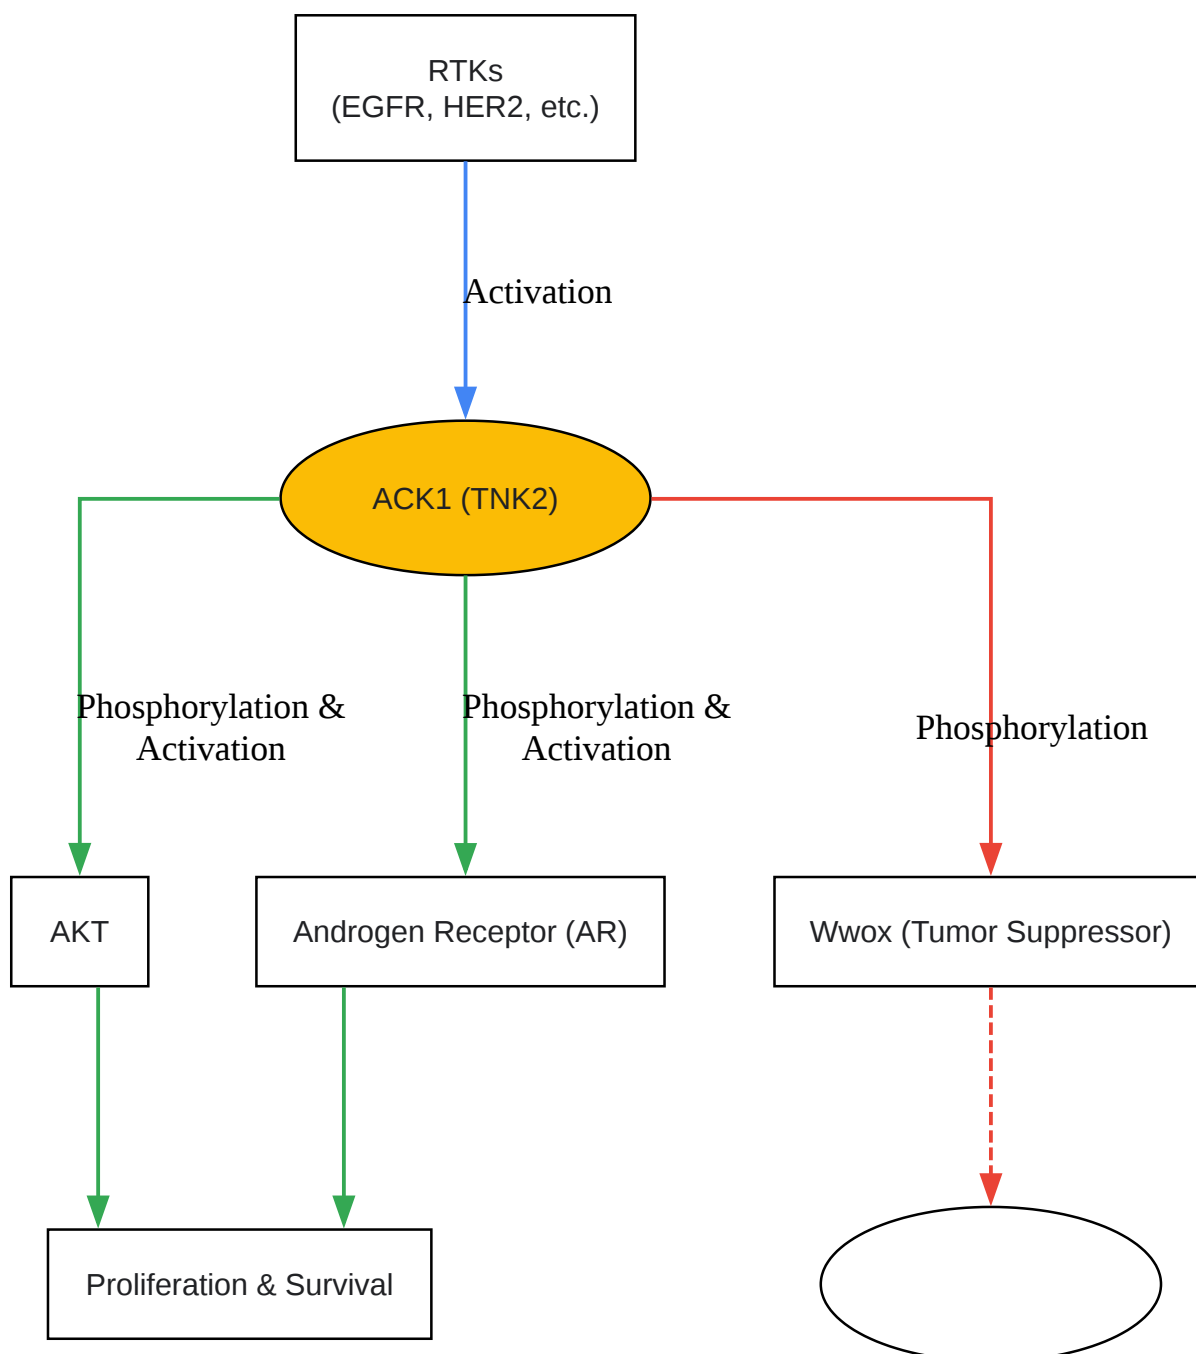 RTKs
(EGFR, HER2, etc.)
Activation
ACK1 (TNK2)
Phosphorylation &
Activation
Phosphorylation &
Activation
Phosphorylation
AKT
Androgen Receptor (AR)
Wwox (Tumor Suppressor)
Proliferation & Survival